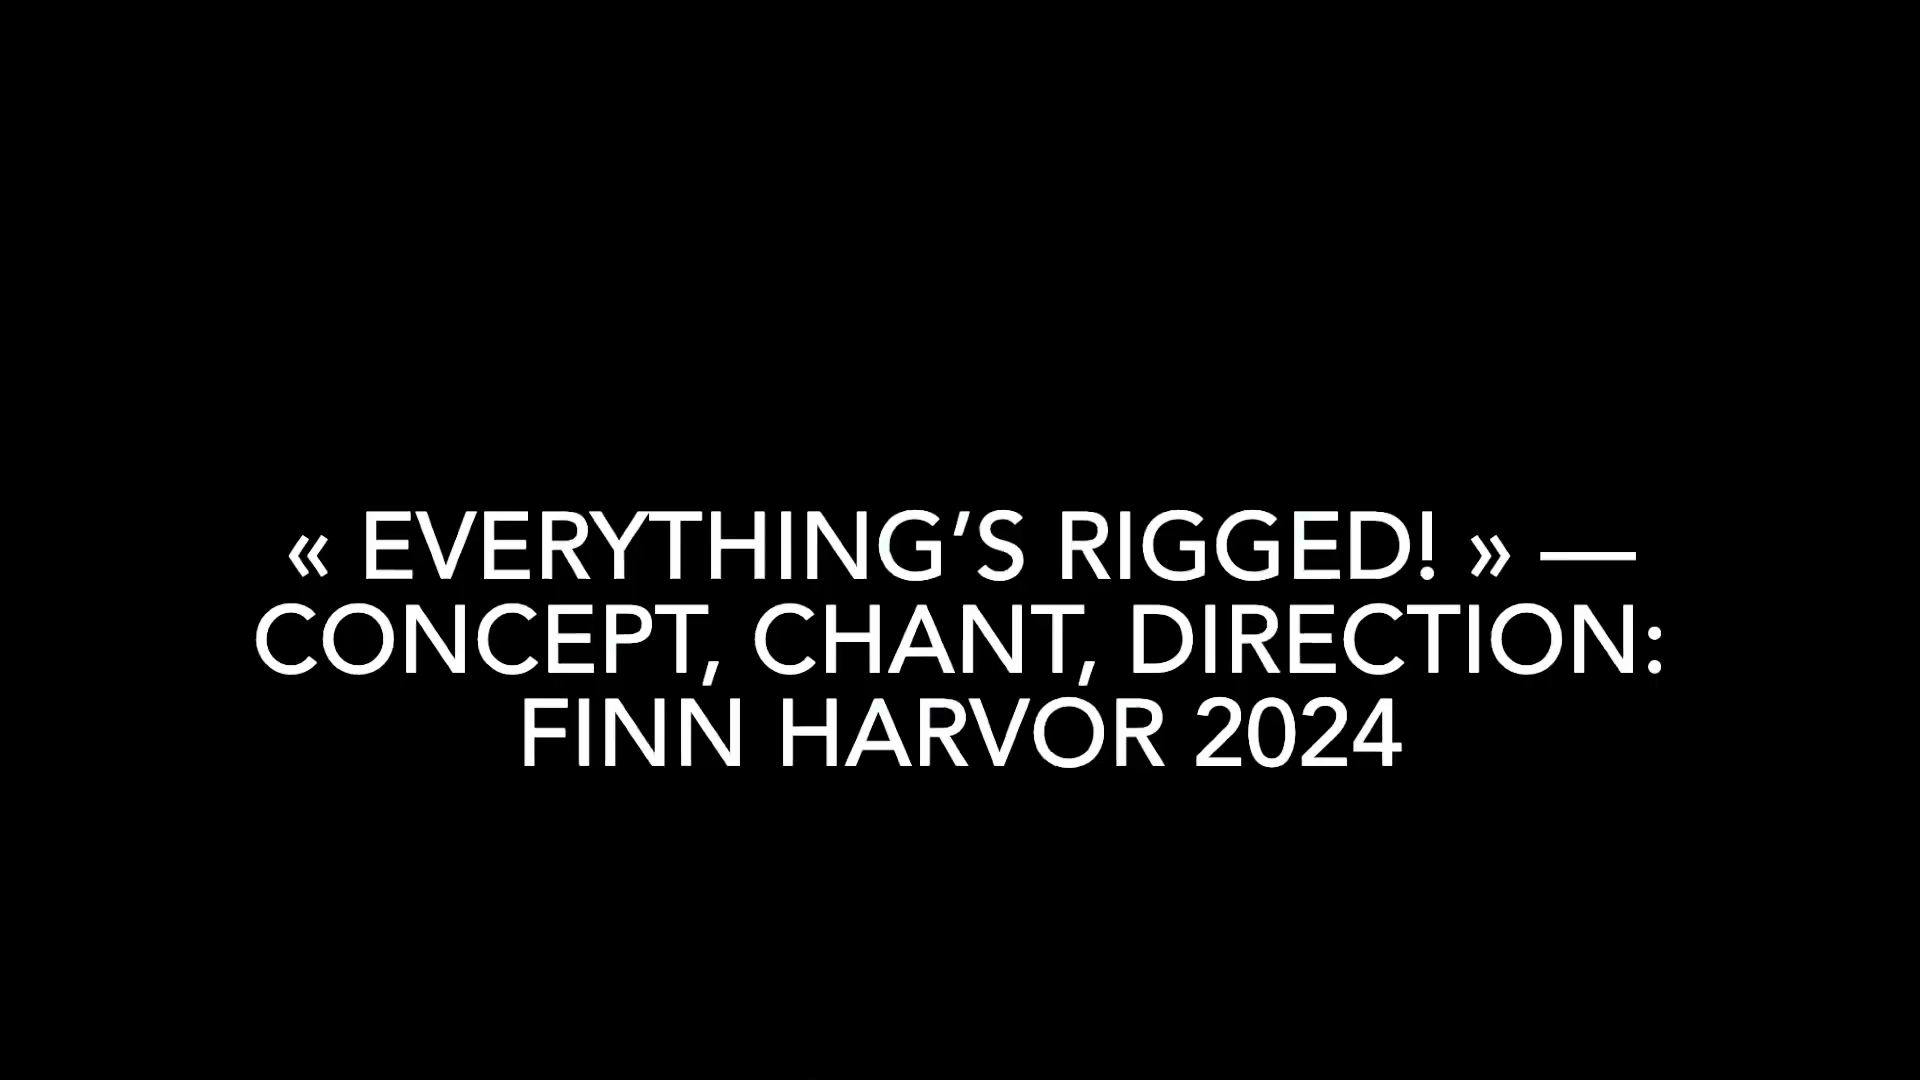 « EVERYTHING’S RIGGED! » —
CONCEPT, CHANT, DIRECTION:
FINN HARVOR 2024